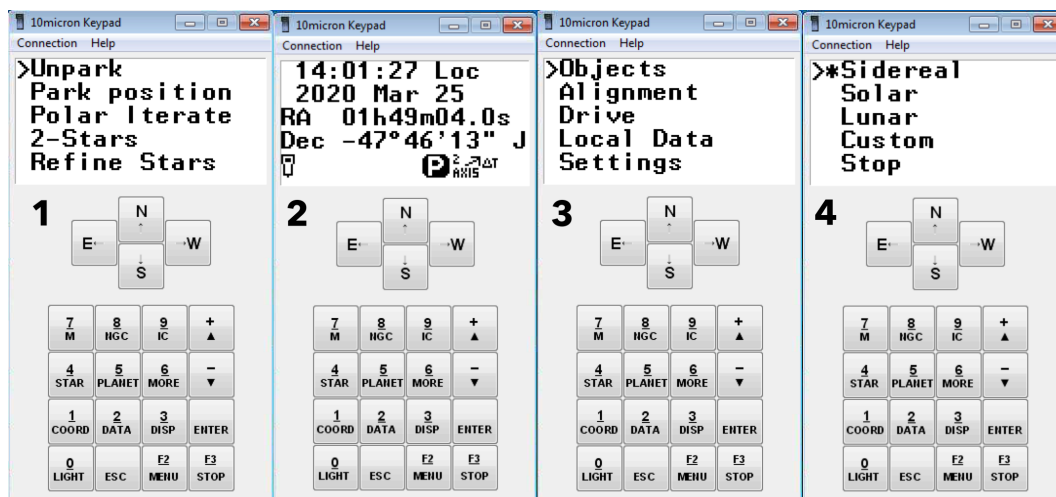 10micron Keypad
Connection Help
>Unpark
Park position
Polar Iterate
2-Stars
Refine Stars
1
N
E
W
S
7
M
8
NGC
9
IC
+
4
STAR
5
PLANET
6
MORE
-
1
COORD
2
DATA
3
DISP
ENTER
0
LIGHT
ESC
F2
MENU
F3
STOP
10micron Keypad
Connection Help
14:01:27 Loc
2020 Mar 25
RA 01h49m04.0s
Dec -47°46'13" J
P 2 AXIS ΔT
2
N
E
W
S
7
M
8
NGC
9
IC
+
4
STAR
5
PLANET
6
MORE
-
1
COORD
2
DATA
3
DISP
ENTER
0
LIGHT
ESC
F2
MENU
F3
STOP
10micron Keypad
Connection Help
>Objects
Alignment
Drive
Local Data
Settings
3
N
E
W
S
7
M
8
NGC
9
IC
+
4
STAR
5
PLANET
6
MORE
-
1
COORD
2
DATA
3
DISP
ENTER
0
LIGHT
ESC
F2
MENU
F3
STOP
10micron Keypad
Connection Help
>*Sidereal
Solar
Lunar
Custom
Stop
4
N
E
W
S
7
M
8
NGC
9
IC
+
4
STAR
5
PLANET
6
MORE
-
1
COORD
2
DATA
3
DISP
ENTER
0
LIGHT
ESC
F2
MENU
F3
STOP